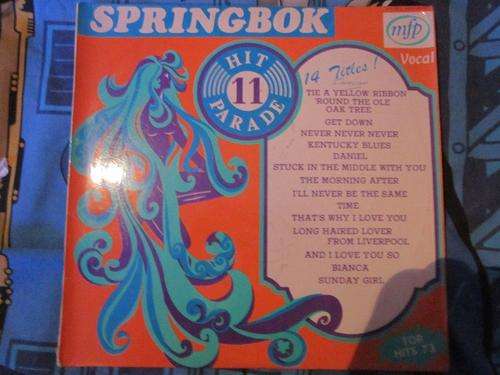 SPRINGBOK
mfp
Vocal
HIT
11
PARADE
14 Titles!
TIE A YELLOW RIBBON
'ROUND THE OLE
OAK TREE
GET DOWN
NEVER NEVER NEVER
KENTUCKY BLUES
DANIEL
STUCK IN THE MIDDLE WITH YOU
THE MORNING AFTER
I'LL NEVER BE THE SAME
TIME
THAT'S WHY I LOVE YOU
LONG HAIRED LOVER
FROM LIVERPOOL
AND I LOVE YOU SO
BIANCA
SUNDAY GIRL
TOP
HITS 73